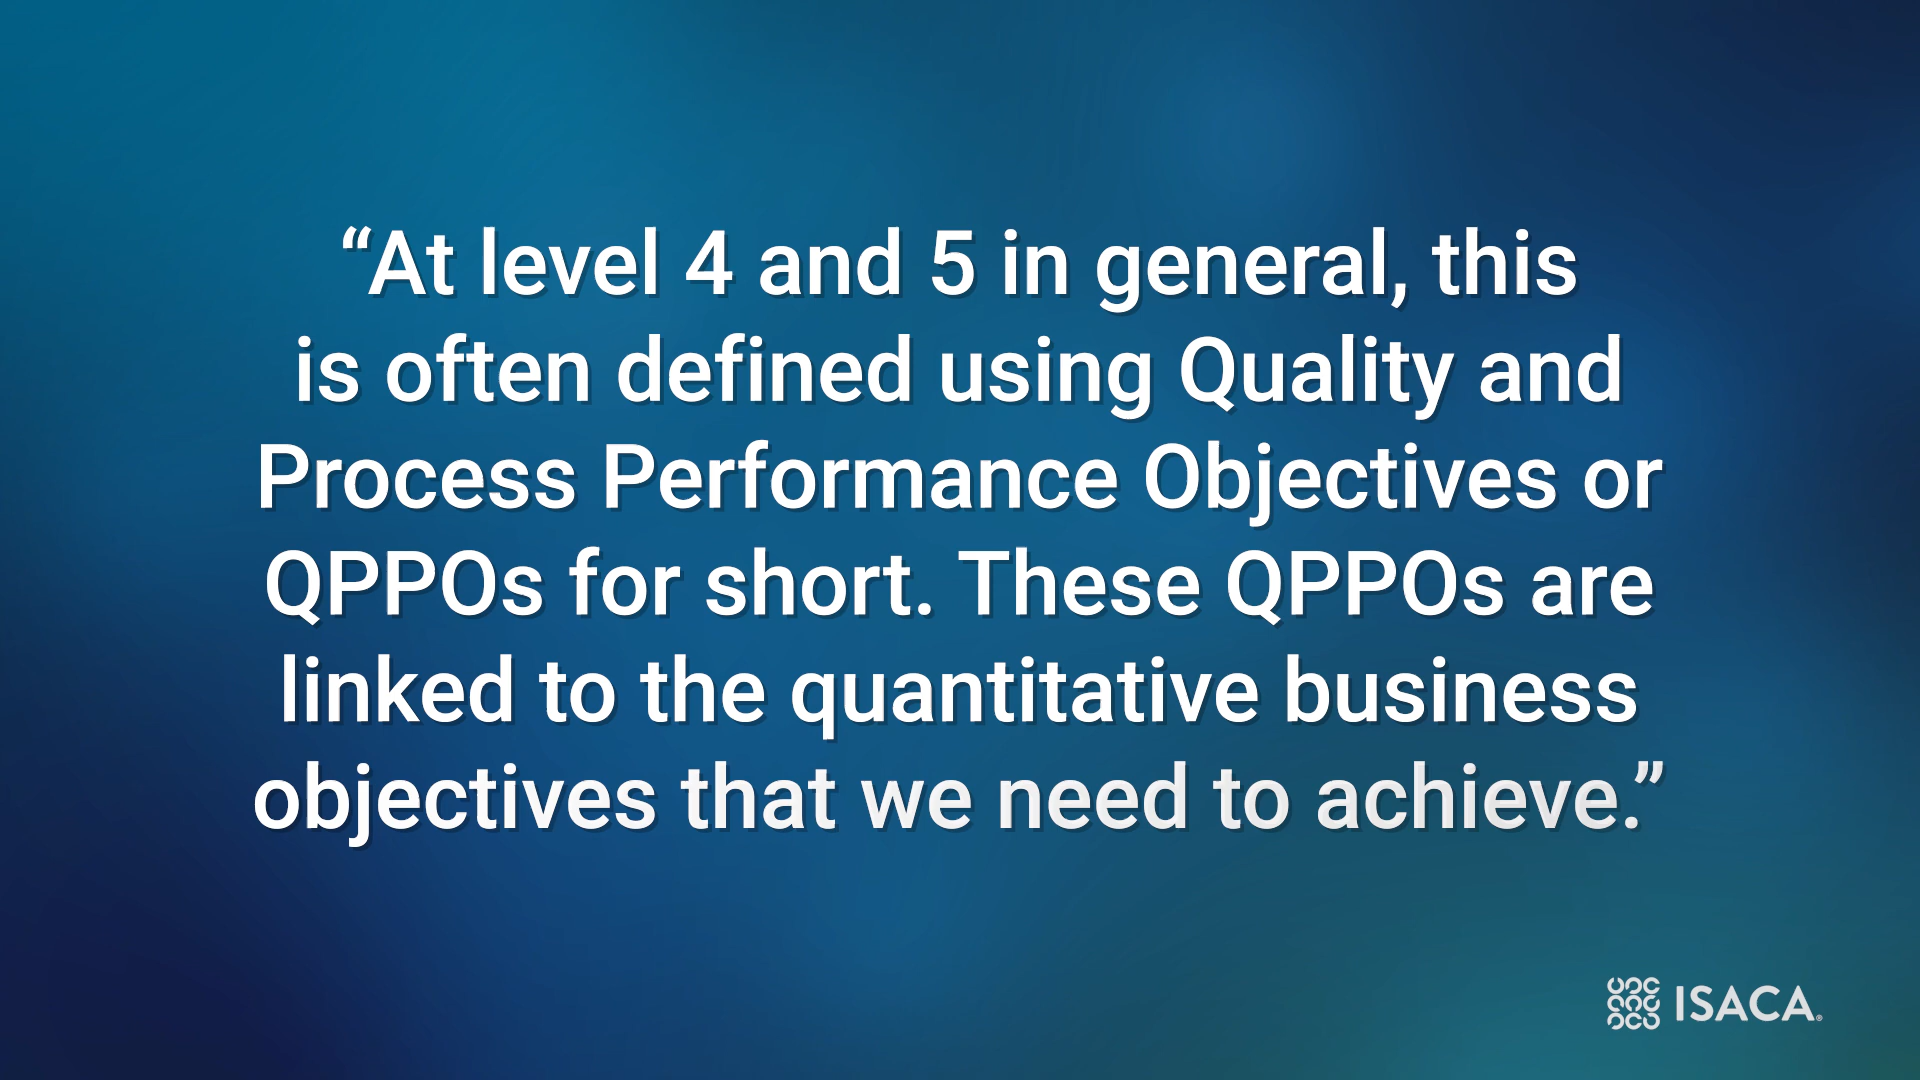 “At level 4 and 5 in general, this
is often defined using Quality and
Process Performance Objectives or
QPPOs for short. These QPPOs are
linked to the quantitative business
objectives that we need to achieve.”
ISACA®